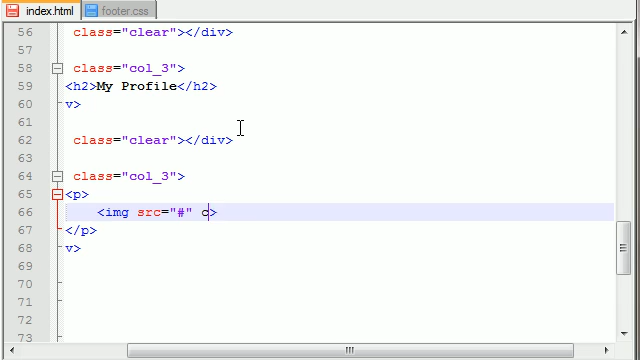 index.html footer.css
56 class="clear"></div>
57
58 class="col_3">
59 <h2>My Profile</h2>
60 v>
61
62 class="clear"></div>
63
64 class="col_3">
65 <p>
66 <img src="#" c>
67 </p>
68 v>
69
70
71
72
73